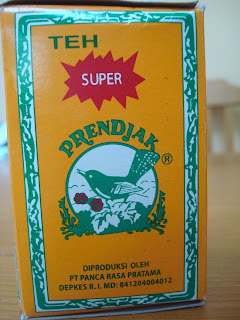 TEH
SUPER
PRENDJAK
®
DIPRODUKSI OLEH
PT PANCA RASA PRATAMA
DEPKES R. I. MD: 841204004012